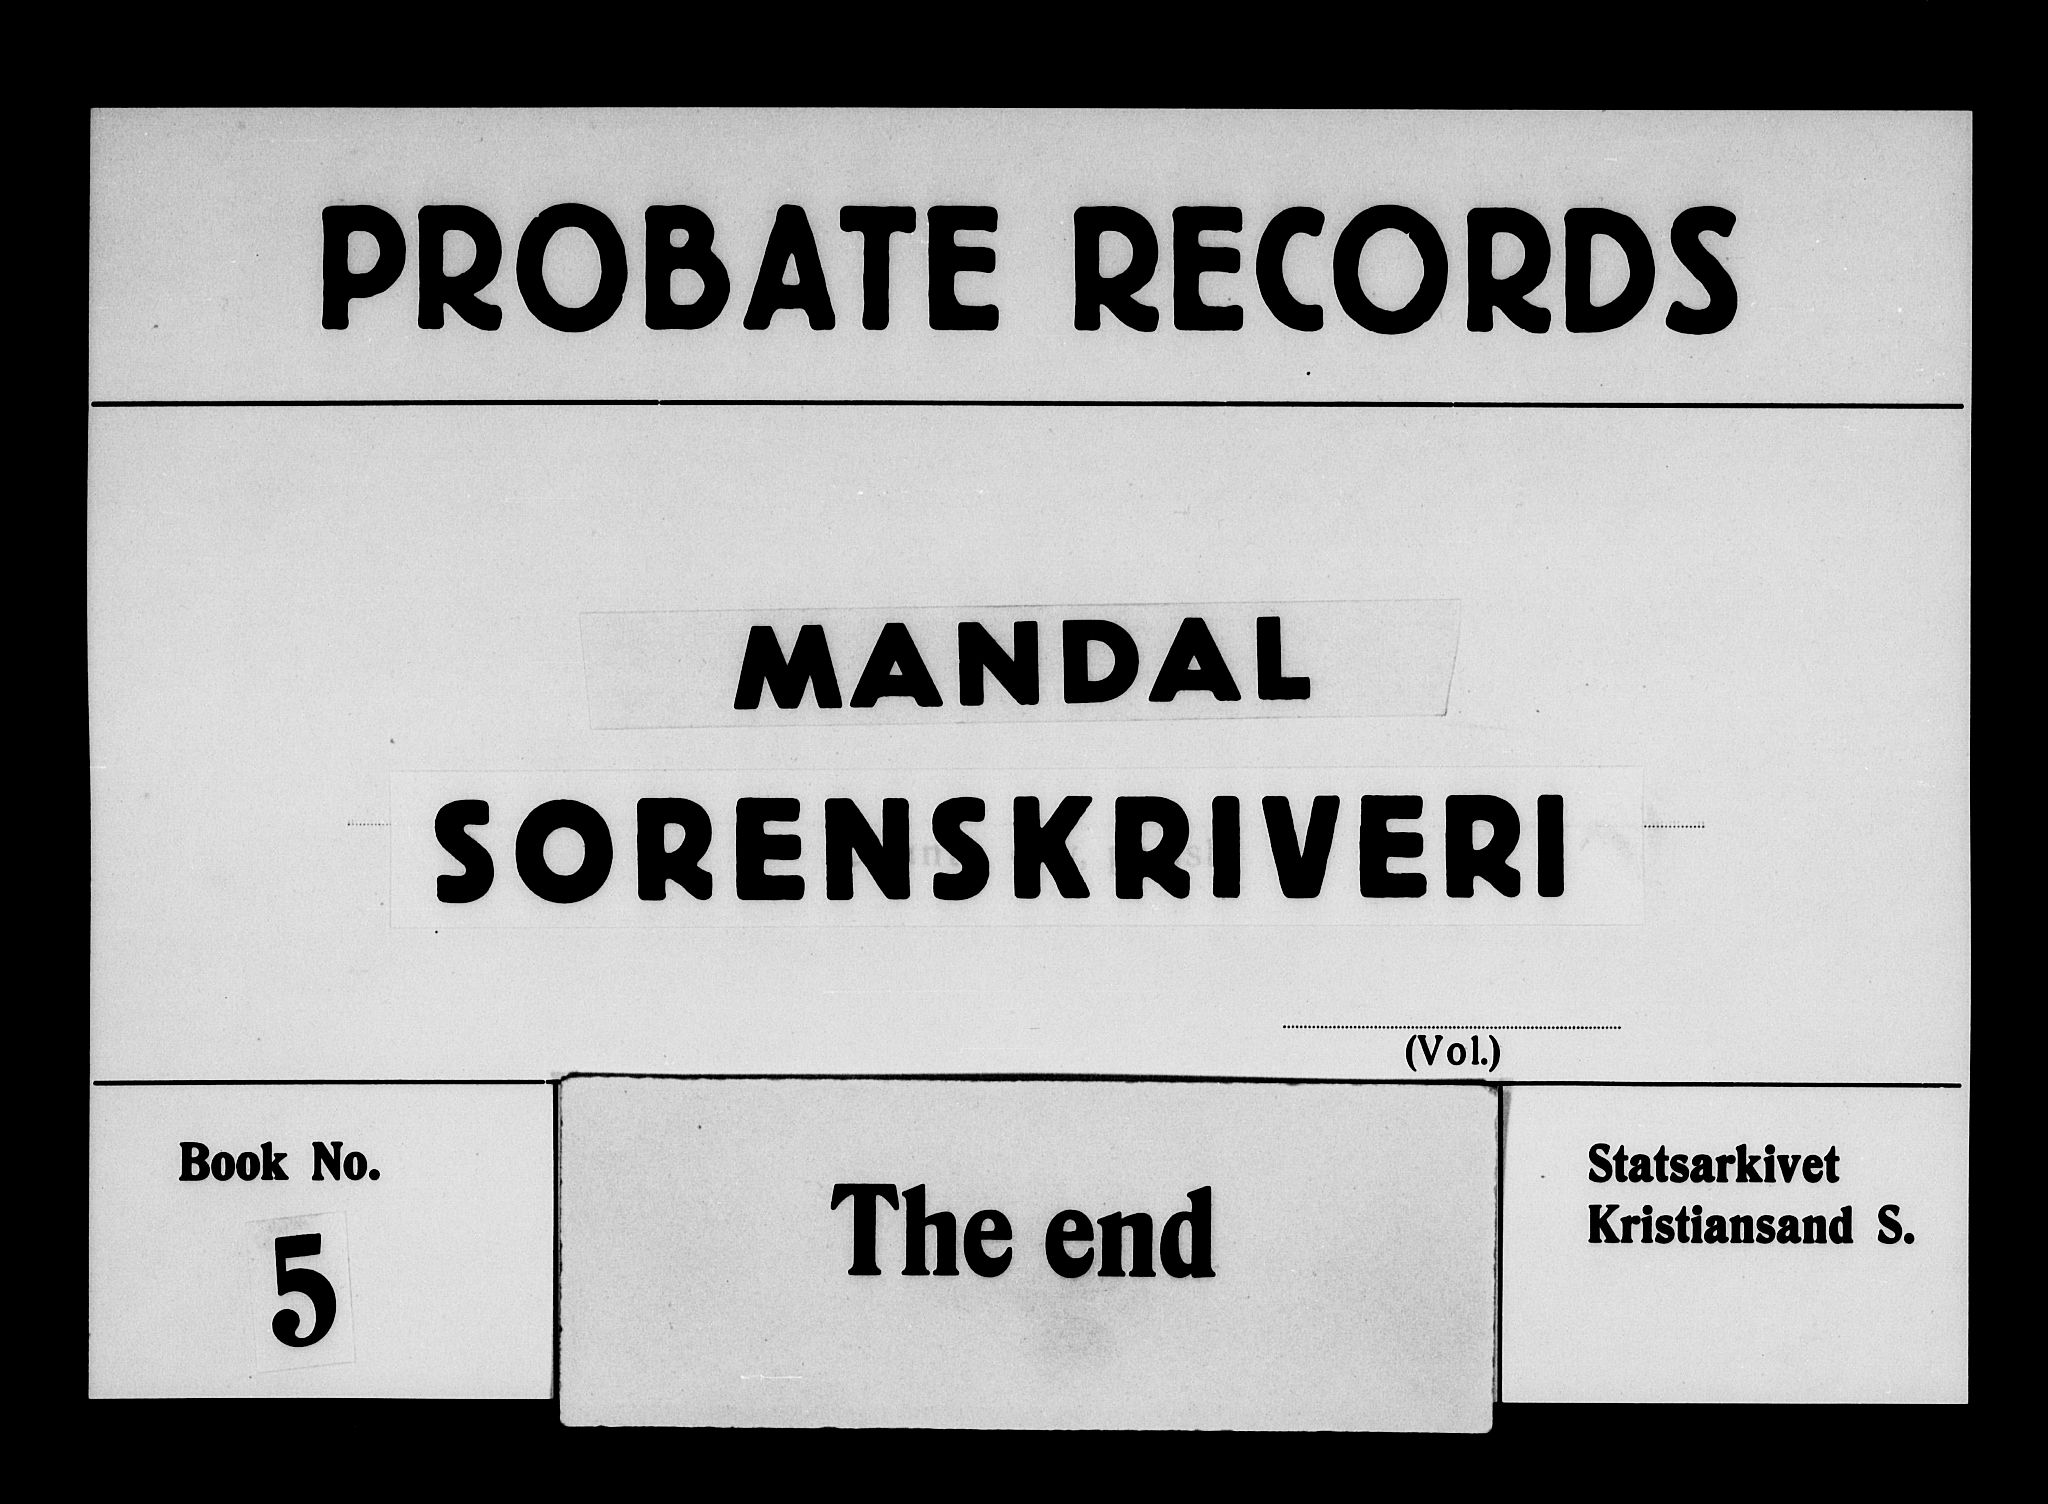 PROBATE RECORDS
MANDAL
SORENSKRIVERI
(Vol.)
Book No.
5
The end
Statsarkivet
Kristiansand S.